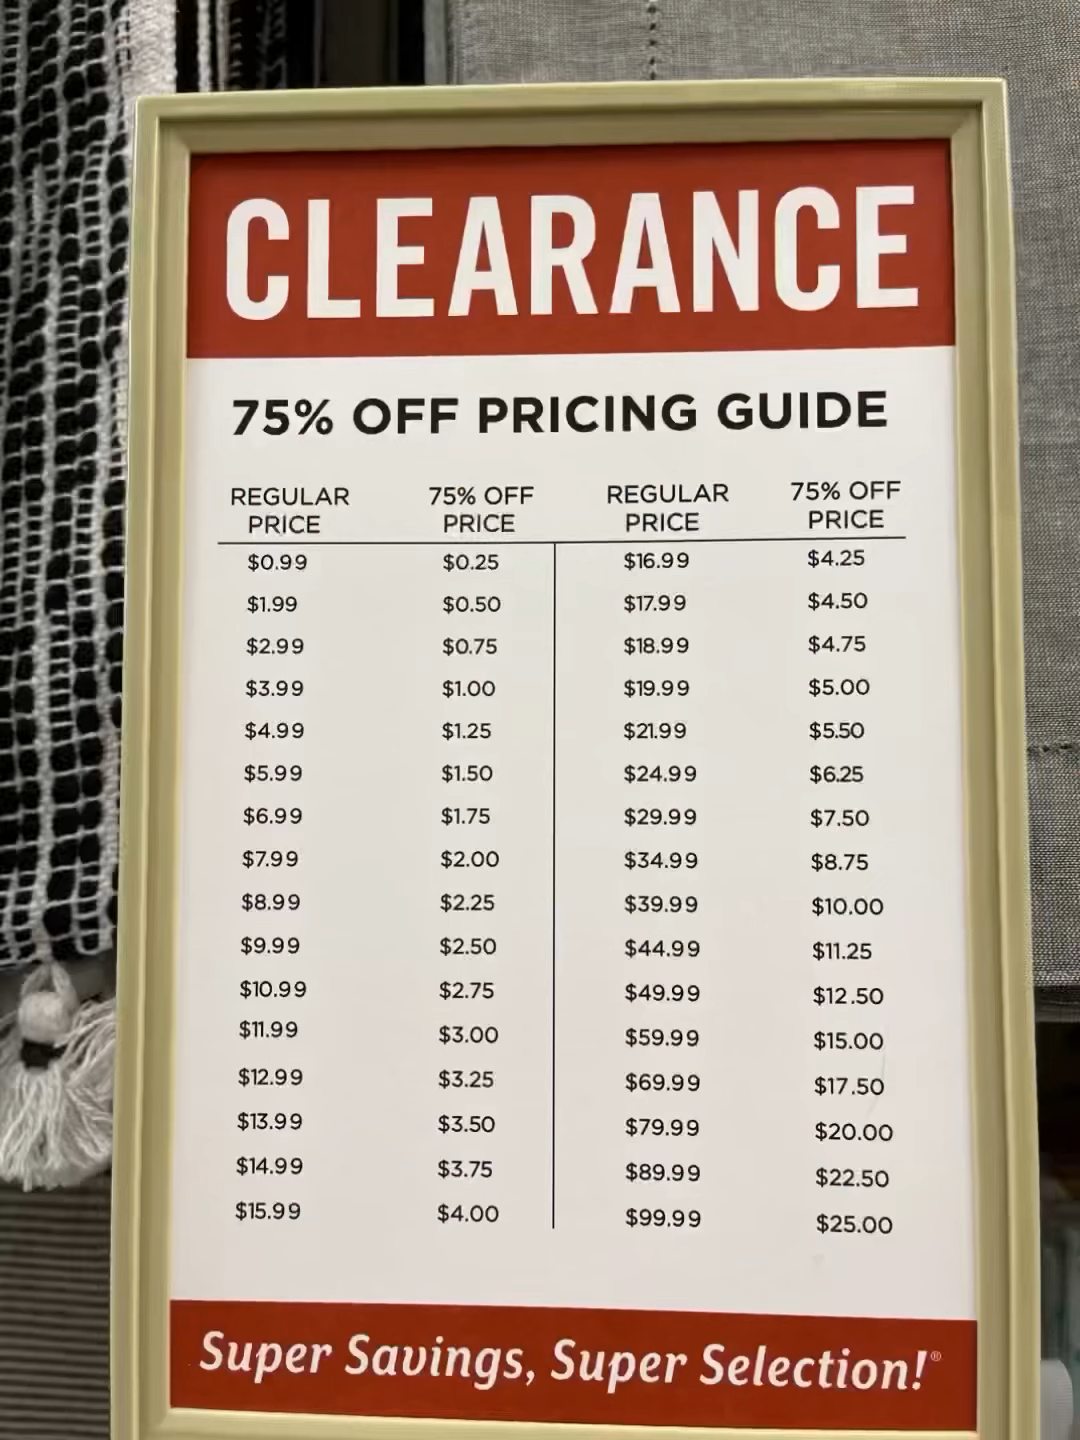 CLEARANCE
75% OFF PRICING GUIDE
REGULAR PRICE 75% OFF PRICE REGULAR PRICE 75% OFF PRICE
$0.99 $0.25 $16.99 $4.25
$1.99 $0.50 $17.99 $4.50
$2.99 $0.75 $18.99 $4.75
$3.99 $1.00 $19.99 $5.00
$4.99 $1.25 $21.99 $5.50
$5.99 $1.50 $24.99 $6.25
$6.99 $1.75 $29.99 $7.50
$7.99 $2.00 $34.99 $8.75
$8.99 $2.25 $39.99 $10.00
$9.99 $2.50 $44.99 $11.25
$10.99 $2.75 $49.99 $12.50
$11.99 $3.00 $59.99 $15.00
$12.99 $3.25 $69.99 $17.50
$13.99 $3.50 $79.99 $20.00
$14.99 $3.75 $89.99 $22.50
$15.99 $4.00 $99.99 $25.00
Super Savings, Super Selection!®